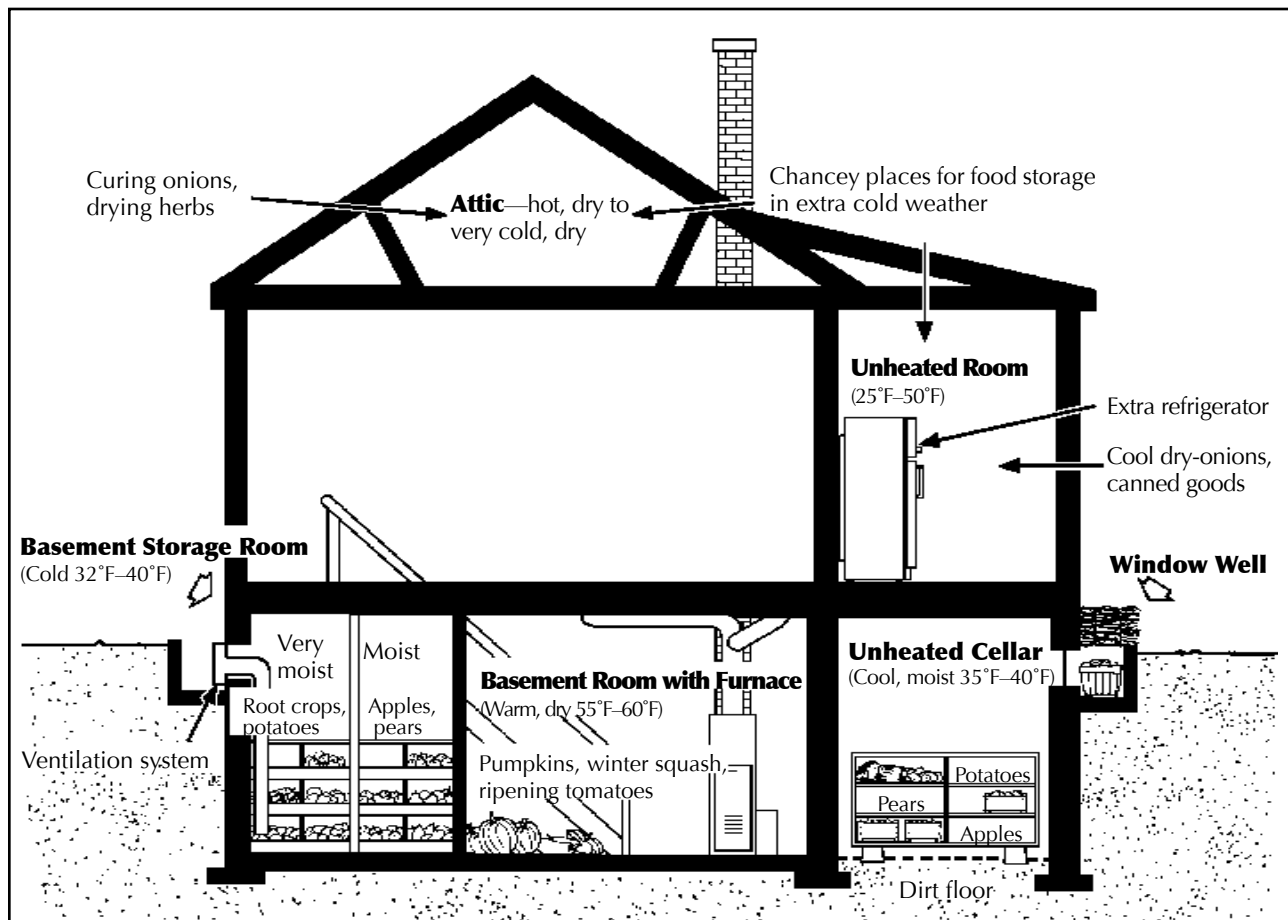 Curing onions,
drying herbs
Attic—hot, dry to
very cold, dry
Chancey places for food storage
in extra cold weather
Unheated Room
(25˚F–50˚F)
Extra refrigerator
Cool dry-onions,
canned goods
Basement Storage Room
(Cold 32˚F–40˚F)
Window Well
Very
moist
Moist
Root crops,
potatoes
Apples,
pears
Ventilation system
Basement Room with Furnace
(Warm, dry 55˚F–60˚F)
Pumpkins, winter squash,
ripening tomatoes
Unheated Cellar
(Cool, moist 35˚F–40˚F)
Potatoes
Pears
Apples
Dirt floor